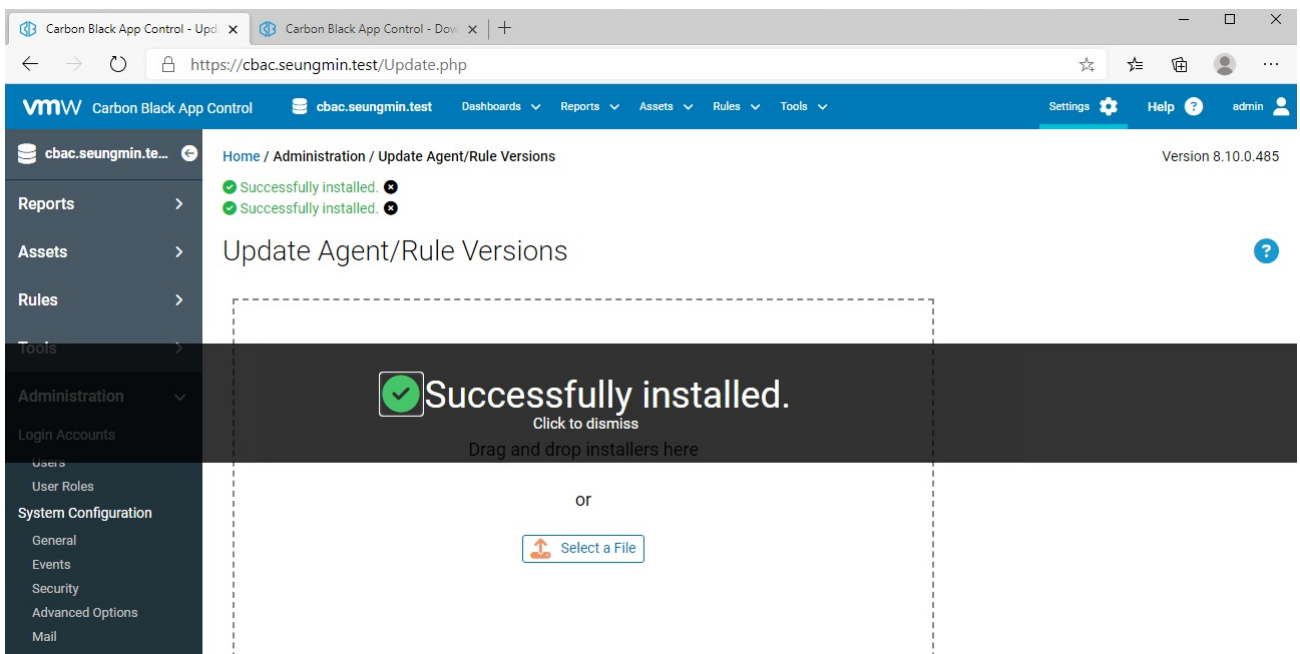 Carbon Black App Control - Upd
Carbon Black App Control - Dow
https://cbac.seungmin.test/Update.php
vmw Carbon Black App Control
cbac.seungmin.test
Dashboards
Reports
Assets
Rules
Tools
Settings
Help
admin
cbac.seungmin.te...
Home / Administration / Update Agent/Rule Versions
Version 8.10.0.485
Successfully installed.
Successfully installed.
Reports
Assets
Update Agent/Rule Versions
Rules
Tools
Administration
Successfully installed.
Click to dismiss
Login Accounts
Drag and drop installers here
Users
User Roles
or
System Configuration
General
Select a File
Events
Security
Advanced Options
Mail